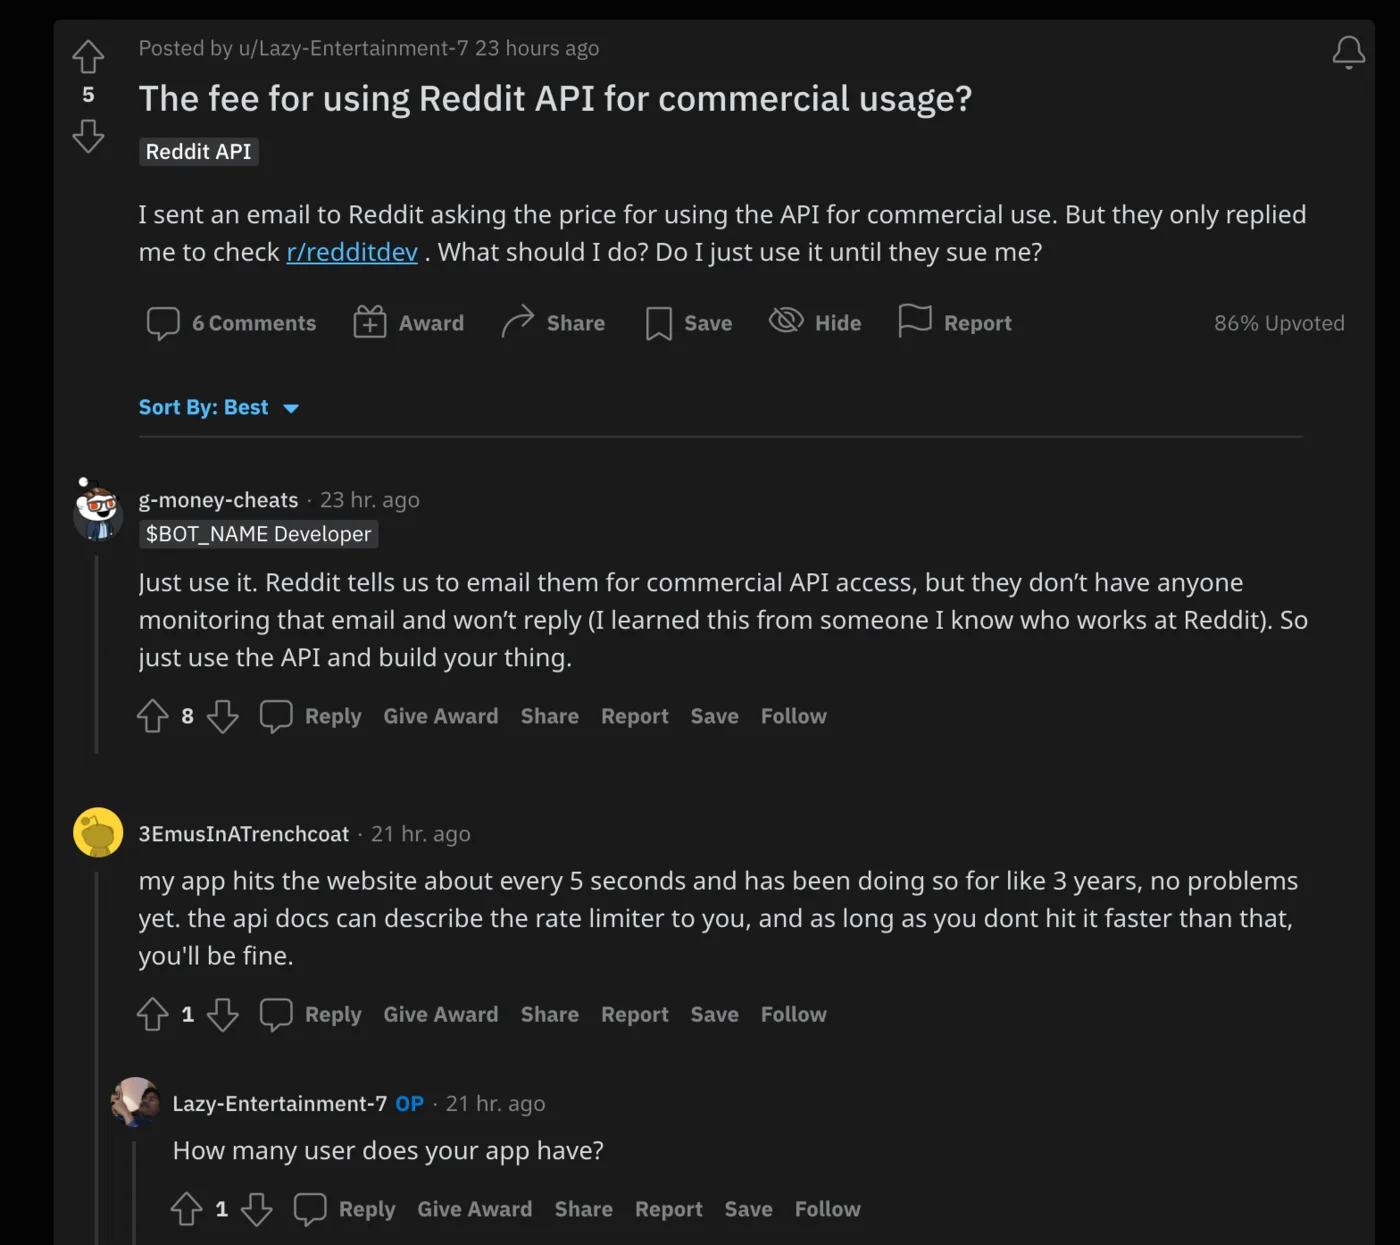 Posted by u/Lazy-Entertainment-7 23 hours ago
5
The fee for using Reddit API for commercial usage?
Reddit API
I sent an email to Reddit asking the price for using the API for commercial use. But they only replied
me to check r/redditdev . What should I do? Do I just use it until they sue me?
6 Comments Award Share Save Hide Report 86% Upvoted
Sort By: Best
g-money-cheats · 23 hr. ago
$BOT_NAME Developer
Just use it. Reddit tells us to email them for commercial API access, but they don’t have anyone
monitoring that email and won’t reply (I learned this from someone I know who works at Reddit). So
just use the API and build your thing.
8 Reply Give Award Share Report Save Follow
3EmusInATrenchcoat · 21 hr. ago
my app hits the website about every 5 seconds and has been doing so for like 3 years, no problems
yet. the api docs can describe the rate limiter to you, and as long as you dont hit it faster than that,
you'll be fine.
1 Reply Give Award Share Report Save Follow
Lazy-Entertainment-7 OP · 21 hr. ago
How many user does your app have?
1 Reply Give Award Share Report Save Follow